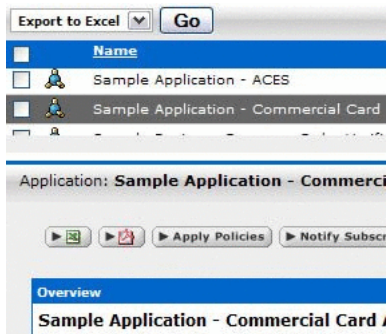 Export to Excel Go
Name
Sample Application - ACES
Sample Application - Commercial Card
Application: Sample Application - Commerci
Apply Policies Notify Subscr
Overview
Sample Application - Commercial Card A